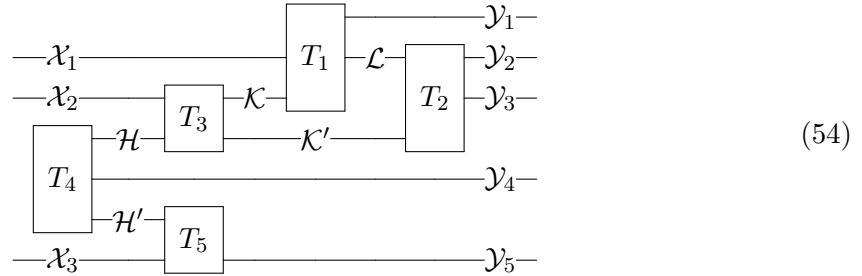 𝒴₁
𝒳₁ T₁ ℒ 𝒴₂
𝒳₂ T₃ 𝒦 T₂ 𝒴₃
ℋ 𝒦′ (54)
T₄ 𝒴₄
ℋ′ T₅
𝒳₃ 𝒴₅